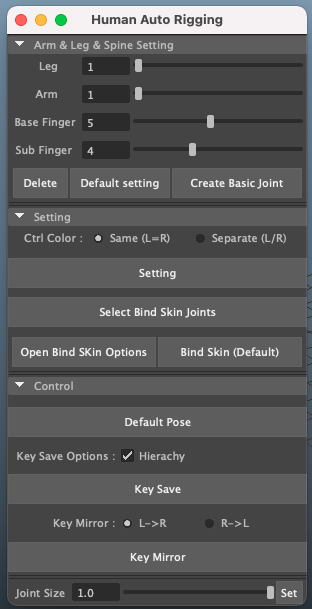 Human Auto Rigging
Arm & Leg & Spine Setting
Leg 1
Arm 1
Base Finger 5
Sub Finger 4
Delete Default setting Create Basic Joint
Setting
Ctrl Color : Same (L=R) Separate (L/R)
Setting
Select Bind Skin Joints
Open Bind SKin Options Bind Skin (Default)
Control
Default Pose
Key Save Options : Hierachy
Key Save
Key Mirror : L->R R->L
Key Mirror
Joint Size 1.0 Set